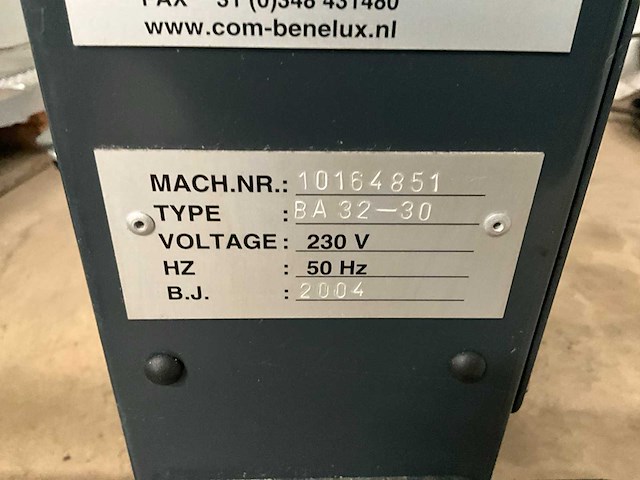 FAX 31 (0)348 431480
www.com-benelux.nl
MACH.NR.: 10164851
TYPE : BA 32-30
VOLTAGE: 230 V
HZ : 50 Hz
B.J. : 2004